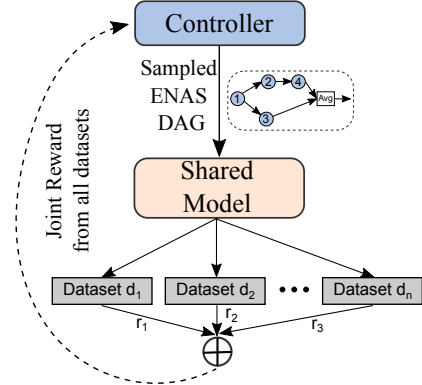 Controller
Sampled
ENAS
DAG
1
2
4
3
Avg
Shared
Model
Joint Reward
from all datasets
Dataset d1
Dataset d2
•••
Dataset dn
r1
r2
r3